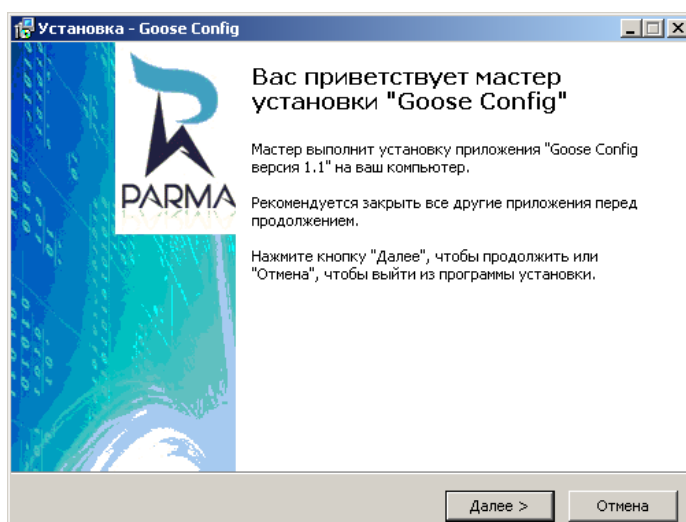 Установка - Goose Config
PARMA
Вас приветствует мастер
установки "Goose Config"
Мастер выполнит установку приложения "Goose Config
версия 1.1" на ваш компьютер.
Рекомендуется закрыть все другие приложения перед
продолжением.
Нажмите кнопку "Далее", чтобы продолжить или
"Отмена", чтобы выйти из программы установки.
Далее >
Отмена